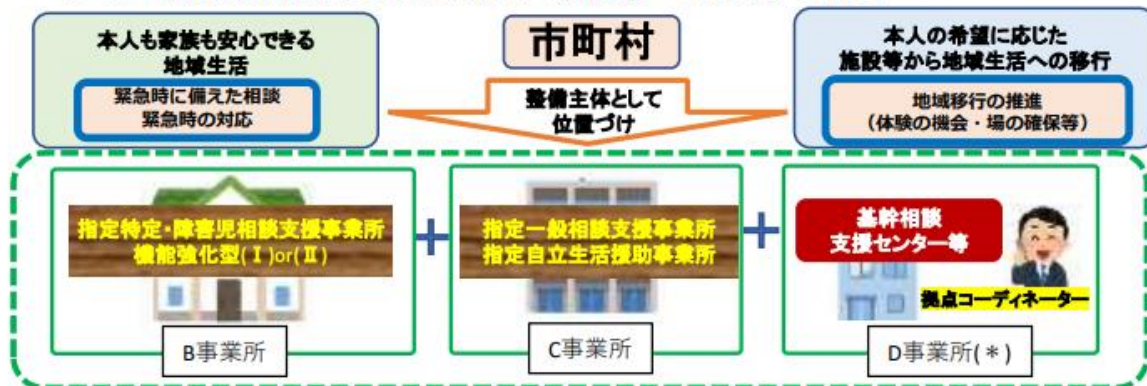 本人も家族も安心できる
地域生活
緊急時に備えた相談
緊急時の対応
市町村
整備主体として
位置づけ
本人の希望に応じた
施設等から地域生活への移行
地域移行の推進
（体験の機会・場の確保等）
指定特定・障害児相談支援事業所
機能強化型(Ⅰ)or(Ⅱ)
B事業所
+
指定一般相談支援事業所
指定自立生活援助事業所
C事業所
+
基幹相談
支援センター等
拠点コーディネーター
D事業所(＊)